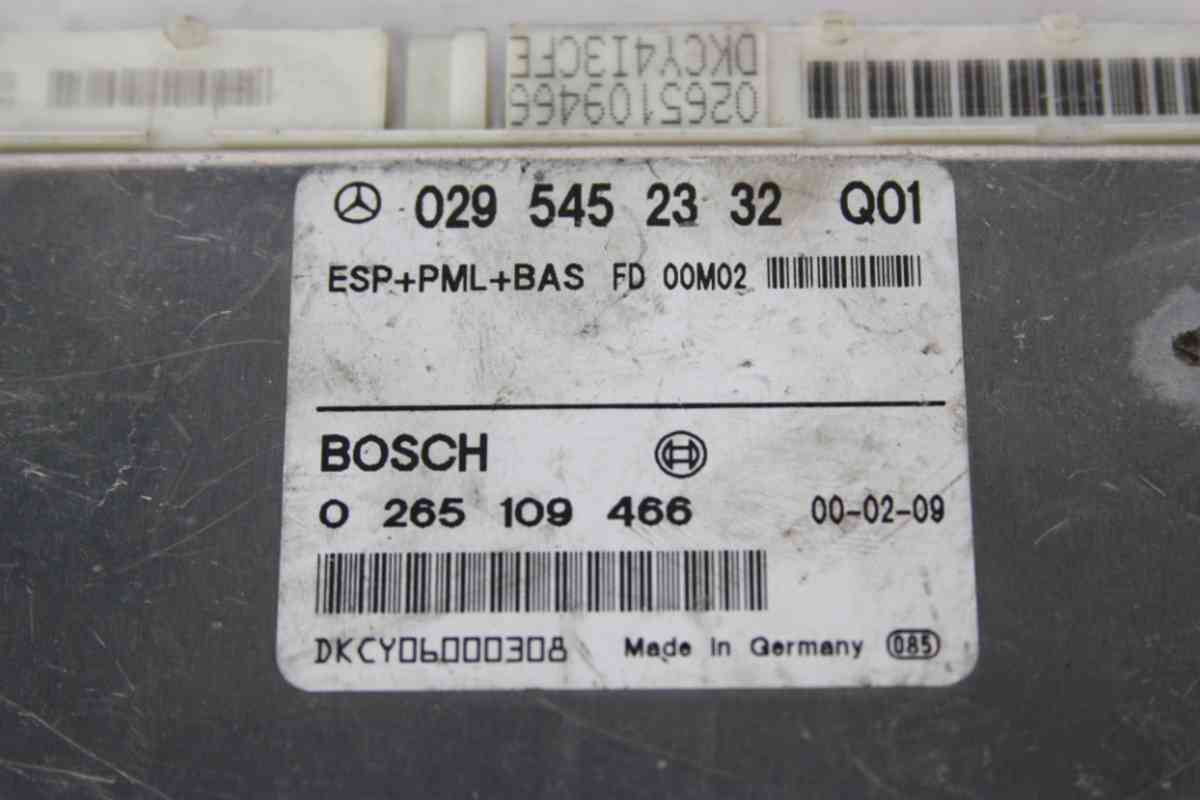 DKCY4I3CFE
0265109466
029 545 23 32 Q01
ESP+PML+BAS FD 00M02
BOSCH
0 265 109 466 00-02-09
DKCY06000308 Made in Germany 085